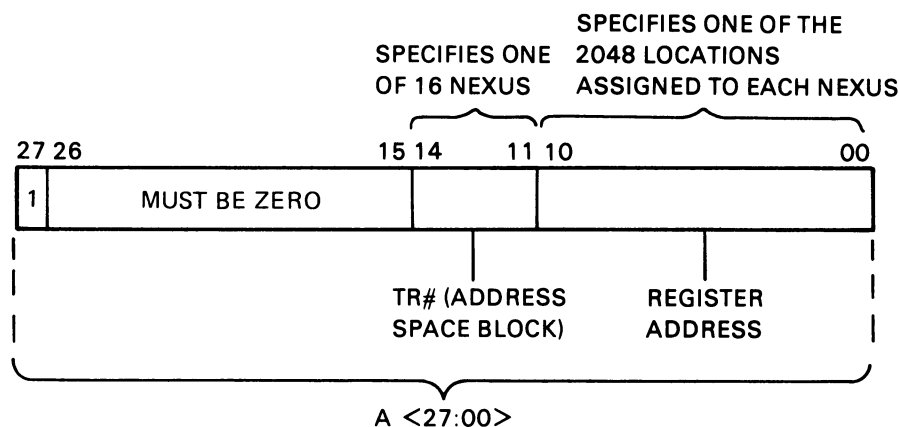 SPECIFIES ONE
OF 16 NEXUS
SPECIFIES ONE OF THE
2048 LOCATIONS
ASSIGNED TO EACH NEXUS
27 26 15 14 11 10 00
1 MUST BE ZERO
TR# (ADDRESS
SPACE BLOCK)
REGISTER
ADDRESS
A <27:00>